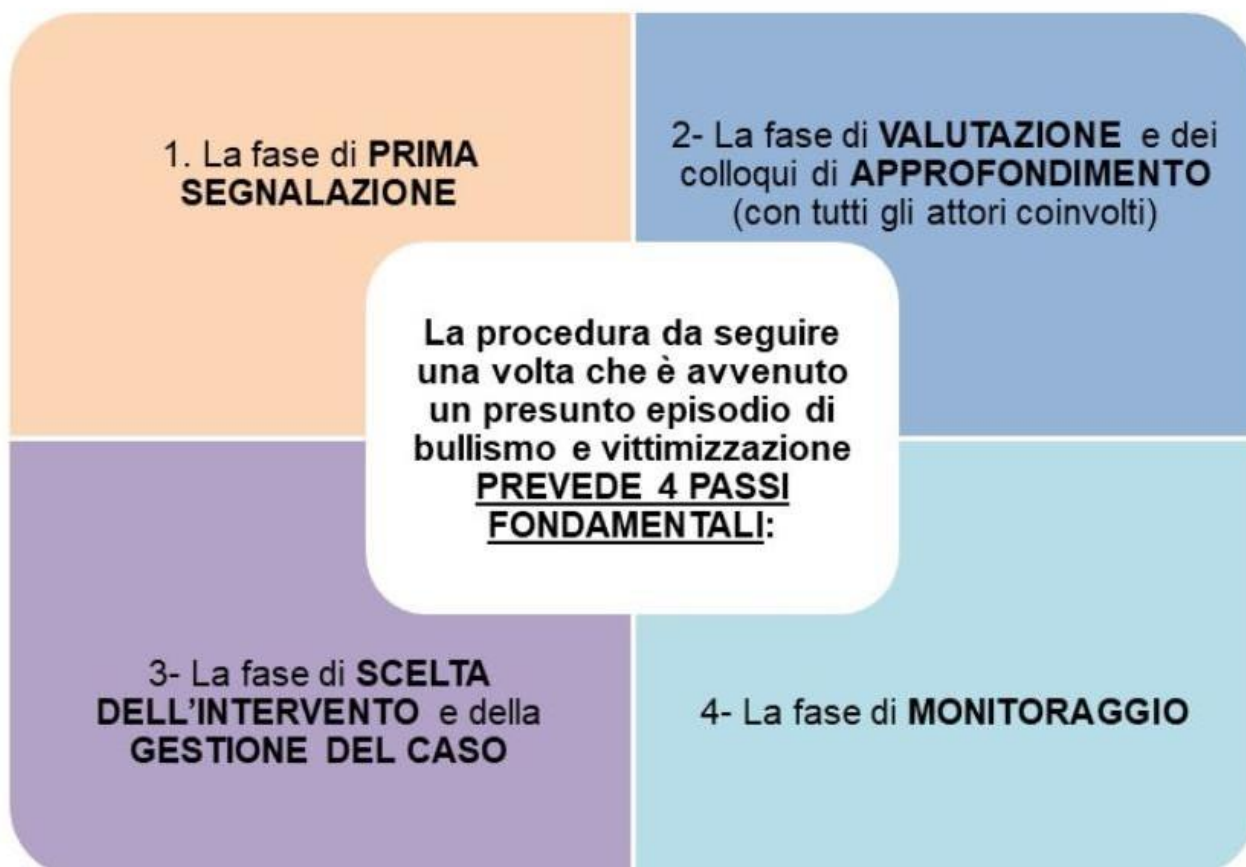 1. La fase di PRIMA
SEGNALAZIONE
2- La fase di VALUTAZIONE e dei
colloqui di APPROFONDIMENTO
(con tutti gli attori coinvolti)
La procedura da seguire
una volta che è avvenuto
un presunto episodio di
bullismo e vittimizzazione
PREVEDE 4 PASSI
FONDAMENTALI:
3- La fase di SCELTA
DELL'INTERVENTO e della
GESTIONE DEL CASO
4- La fase di MONITORAGGIO